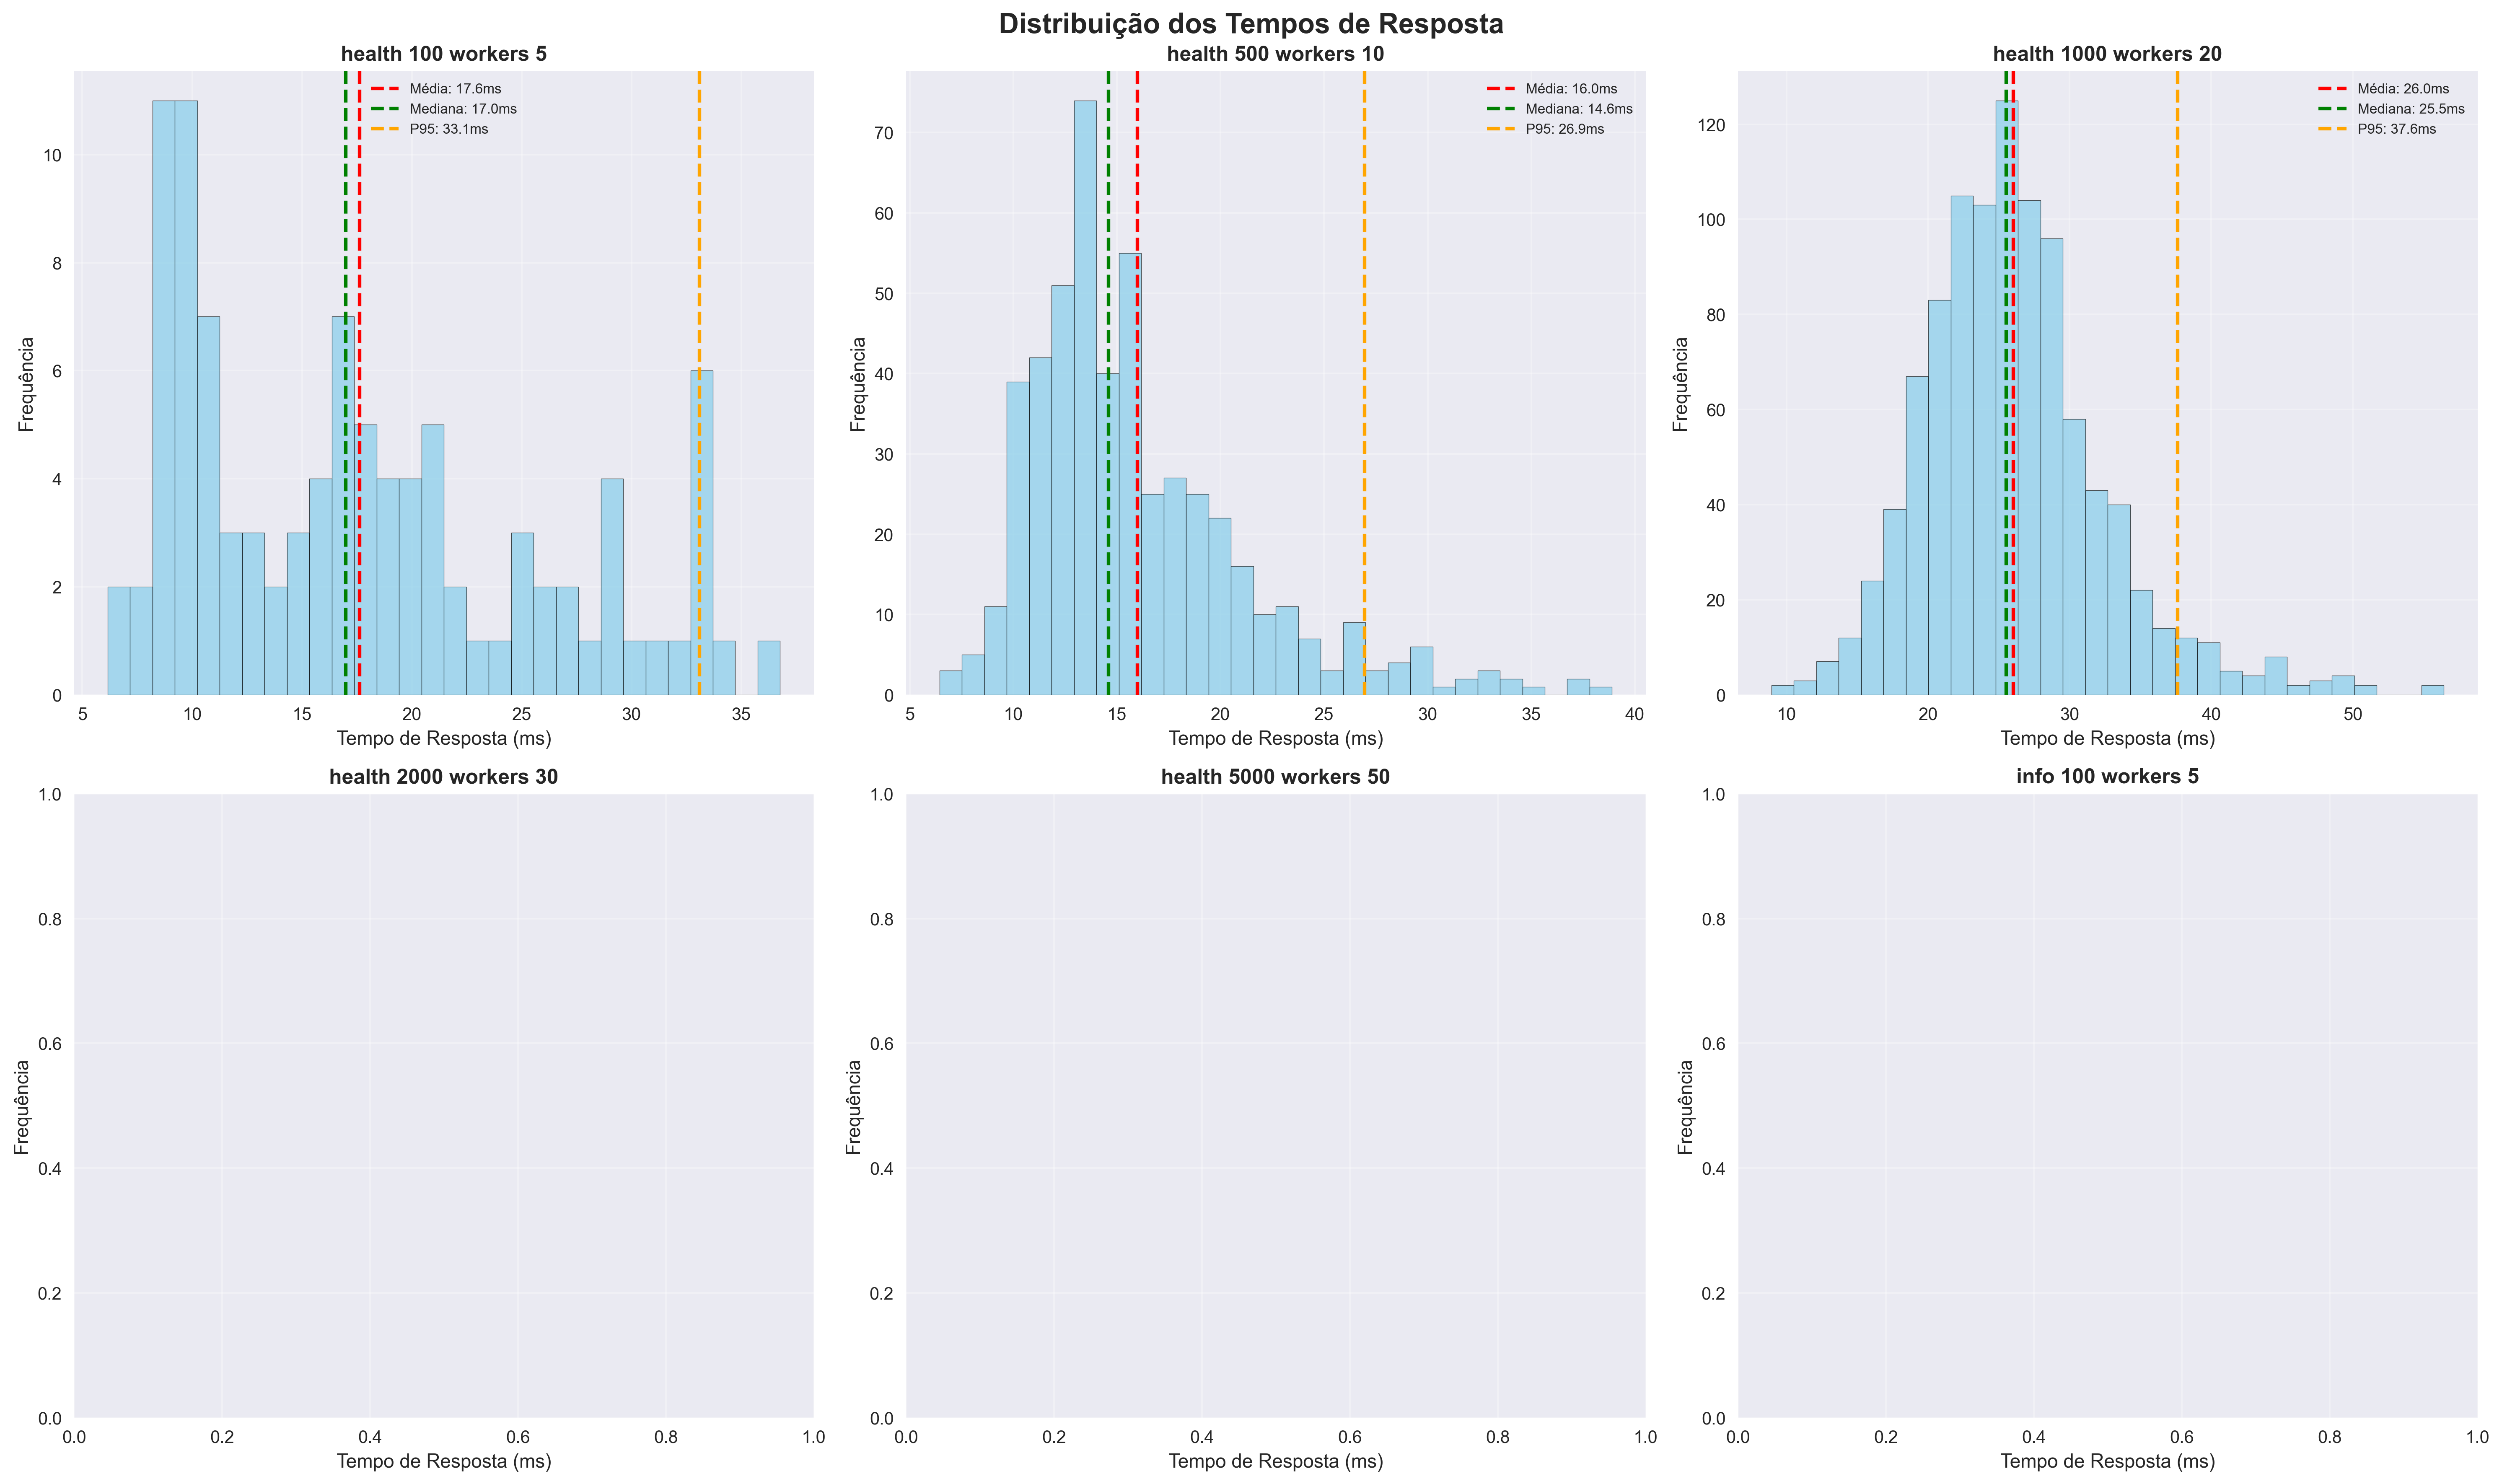 Distribuição dos Tempos de Resposta
health 100 workers 5
Média: 17.6ms
Mediana: 17.0ms
P95: 33.1ms
Frequência
10
8
6
4
2
0
5 10 15 20 25 30 35
Tempo de Resposta (ms)
health 500 workers 10
Média: 16.0ms
Mediana: 14.6ms
P95: 26.9ms
Frequência
70
60
50
40
30
20
10
0
5 10 15 20 25 30 35 40
Tempo de Resposta (ms)
health 1000 workers 20
Média: 26.0ms
Mediana: 25.5ms
P95: 37.6ms
Frequência
120
100
80
60
40
20
0
10 20 30 40 50
Tempo de Resposta (ms)
health 2000 workers 30
Frequência
1.0
0.8
0.6
0.4
0.2
0.0
0.0 0.2 0.4 0.6 0.8 1.0
Tempo de Resposta (ms)
health 5000 workers 50
Frequência
1.0
0.8
0.6
0.4
0.2
0.0
0.0 0.2 0.4 0.6 0.8 1.0
Tempo de Resposta (ms)
info 100 workers 5
Frequência
1.0
0.8
0.6
0.4
0.2
0.0
0.0 0.2 0.4 0.6 0.8 1.0
Tempo de Resposta (ms)